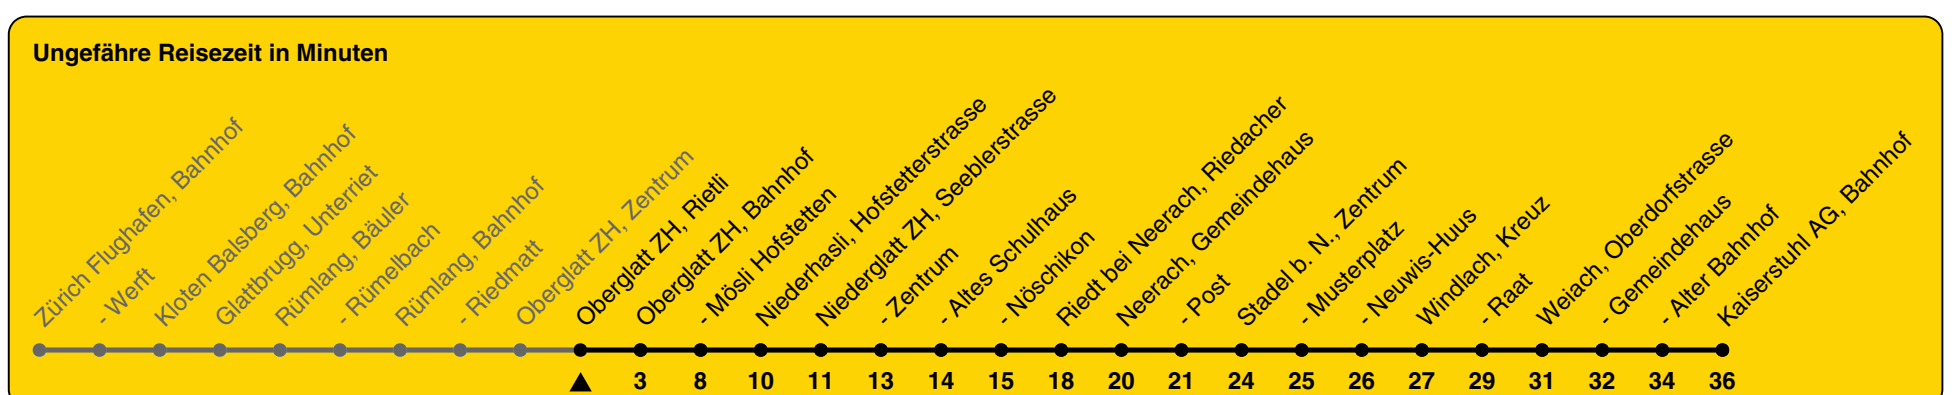 Ungefähre Reisezeit in Minuten
Zürich Flughafen, Bahnhof
- Werft
Kloten Balsberg, Bahnhof
Glattbrugg, Unterriet
Rümlang, Bäuler
- Rümelbach
Rümlang, Bahnhof
- Riedmatt
Oberglatt ZH, Zentrum
Oberglatt ZH, Rietli
Oberglatt ZH, Bahnhof
- Mösli Hofstetten
Niederhasli, Hofstetterstrasse
Niederglatt ZH, Seeblerstrasse
- Zentrum
- Altes Schulhaus
- Nöschikon
Riedt bei Neerach, Riedacher
Neerach, Gemeindehaus
- Post
Stadel b. N., Zentrum
- Musterplatz
- Neuwis-Huus
Windlach, Kreuz
- Raat
Weiach, Oberdorfstrasse
- Gemeindehaus
- Alter Bahnhof
Kaiserstuhl AG, Bahnhof
3 8 10 11 13 14 15 18 20 21 24 25 26 27 29 31 32 34 36